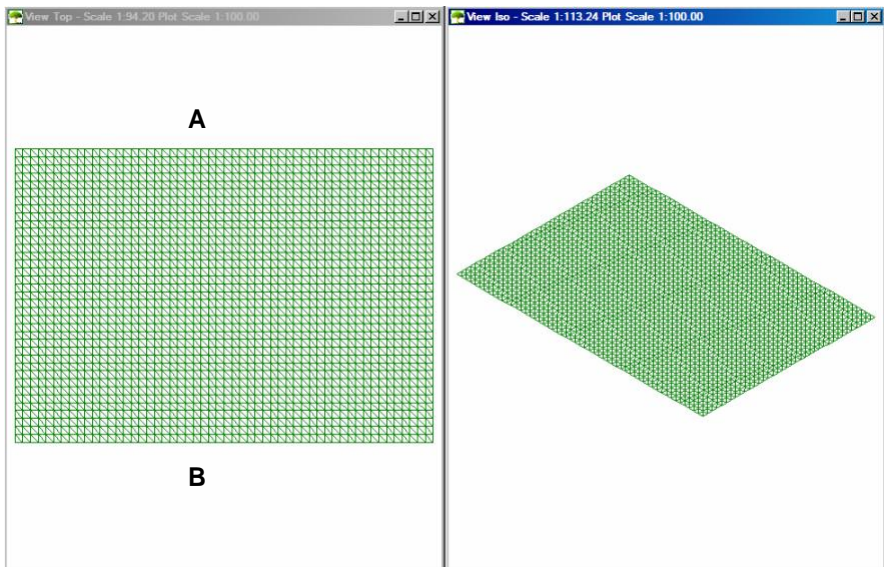 View Top - Scale 1:94.20 Plot Scale 1:100.00
View Iso - Scale 1:113.24 Plot Scale 1:100.00
A
B